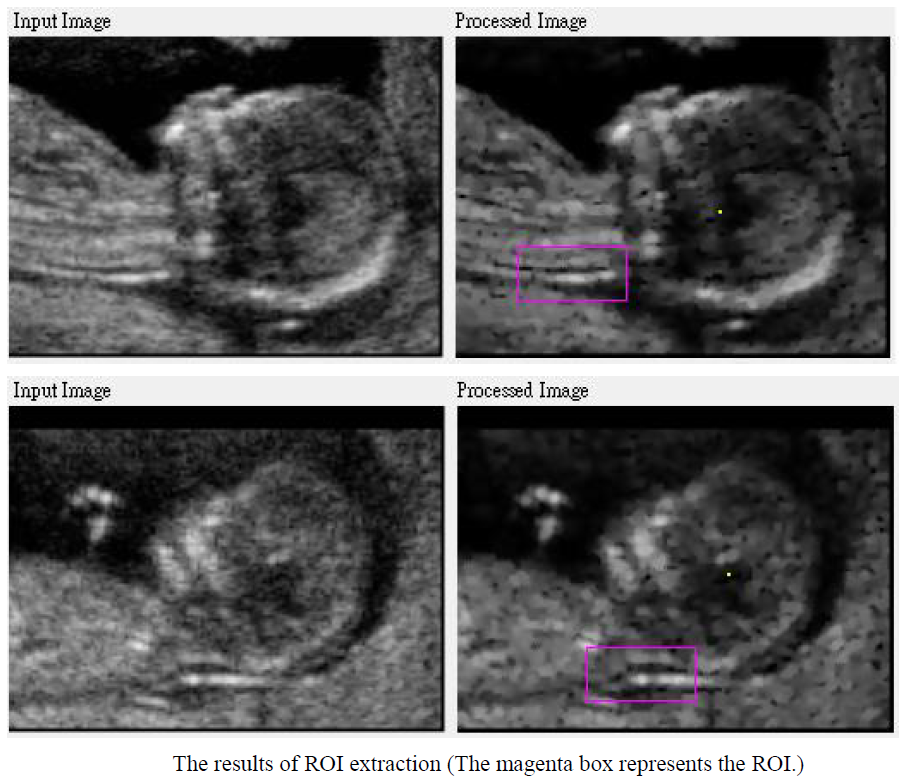 Input Image
Processed Image
Input Image
Processed Image
The results of ROI extraction (The magenta box represents the ROI.)